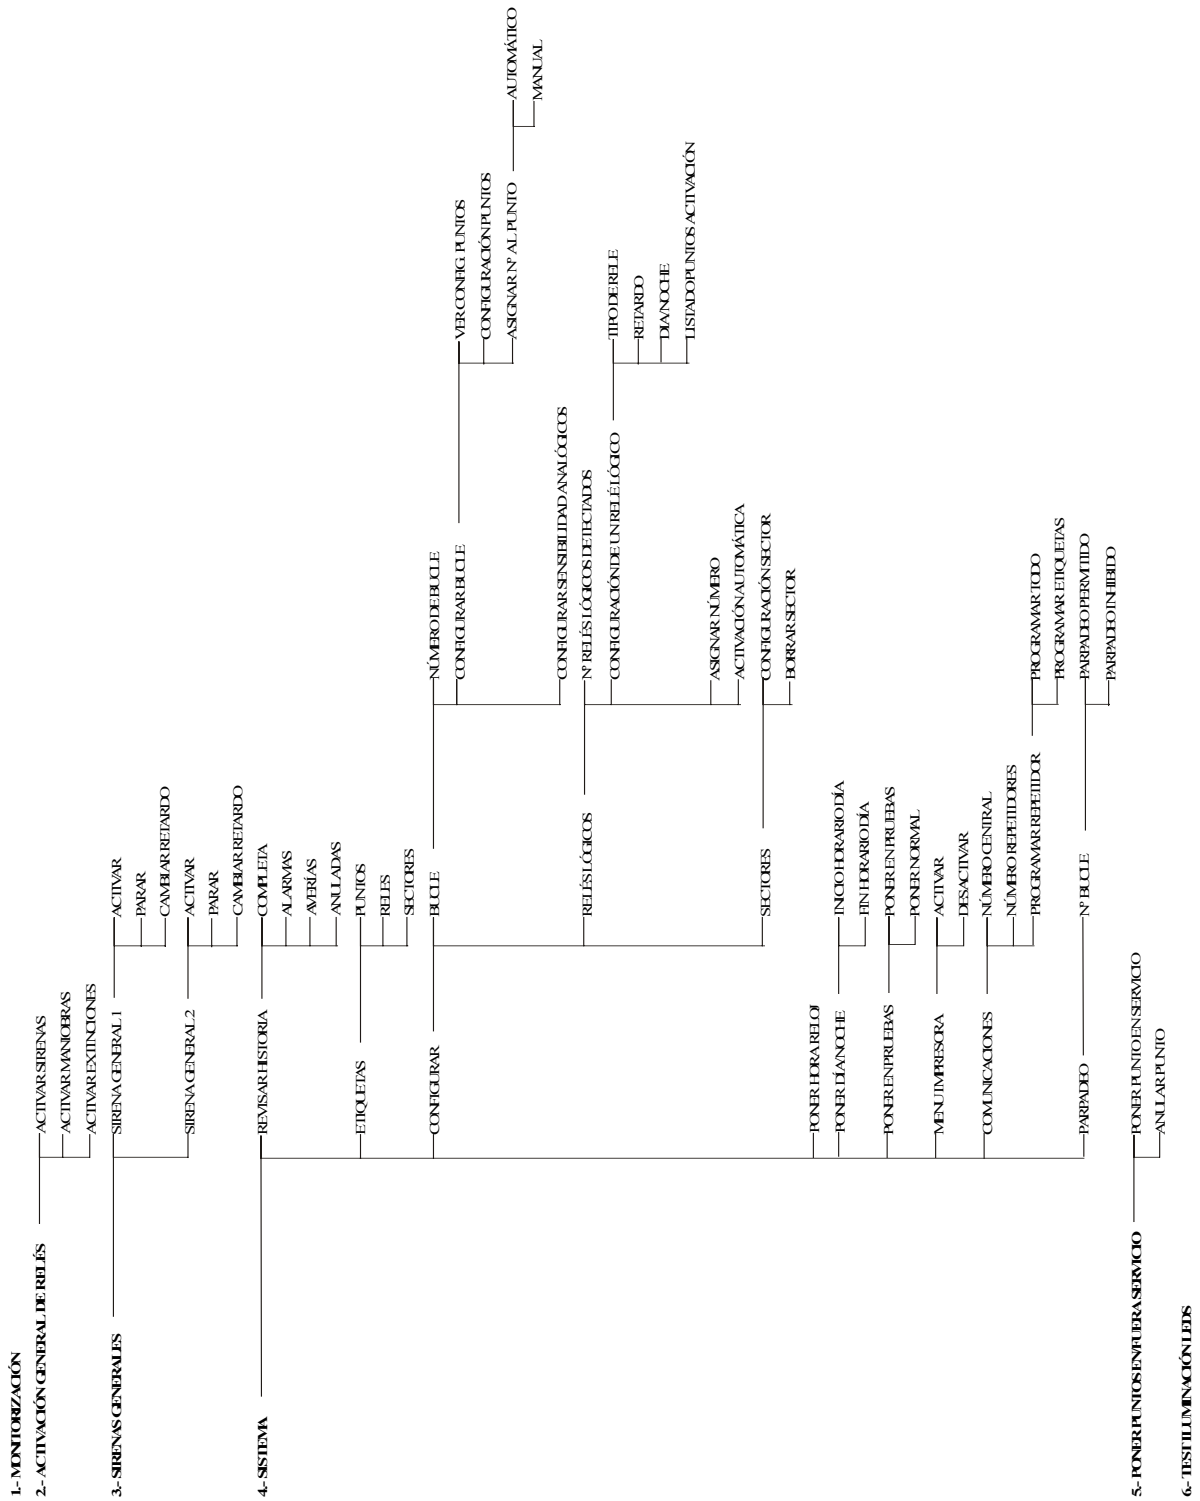 1.- MONITORIZACIÓN
2.- ACTIVACIÓN GENERAL DE RELÉS
ACTIVAR SIRENAS
ACTIVAR MANIOBRAS
ACTIVAR EXTINCIONES
3.- SIRENAS GENERALES
SIRENA GENERAL 1
ACTIVAR
PARAR
CAMBIAR RETARDO
SIRENA GENERAL 2
ACTIVAR
PARAR
CAMBIAR RETARDO
4.- SISTEMA
REVISAR HISTORIA
COMPLETA
ALARMAS
AVERÍAS
ANULADAS
ETIQUETAS
PUNTOS
RELES
SECTORES
CONFIGURAR
BUCLE
NÚMERO DE BUCLE
CONFIGURAR BUCLE
VER CONFIG. PUNTOS
CONFIGURACIÓN PUNTOS
ASIGNAR Nº AL PUNTO
AUTOMÁTICO
MANUAL
CONFIGURAR SENSIBILIDAD ANALÓGICOS
RELÉS LÓGICOS
Nº RELÉS LÓGICOS DETECTADOS
CONFIGURACIÓN DE UN RELÉ LÓGICO
TIPO DE RELE
RETARDO
DIA/NOCHE
LISTADO PUNTOS ACTIVACIÓN
ASIGNAR NÚMERO
ACTIVACIÓN AUTOMÁTICA
SECTORES
CONFIGURACIÓN SECTOR
BORRAR SECTOR
PONER HORA RELOJ
PONER DÍA/NOCHE
INICIO HORARIO DÍA
FIN HORARIO DÍA
PONER EN PRUEBAS
PONER EN PRUEBAS
PONER NORMAL
MENU IMPRESORA
ACTIVAR
DESACTIVAR
COMUNICACIONES
NÚMERO CENTRAL
NÚMERO REPETIDORES
PROGRAMAR REPETIDOR
PROGRAMAR TODO
PROGRAMAR ETIQUETAS
PARPADEO
Nº BUCLE
PARPADEO PERMITIDO
PARPADEO INHIBIDO
5.- PONER PUNTOS EN/FUERA SERVICIO
PONER PUNTO EN SERVICIO
ANULAR PUNTO
6.- TEST ILUMINACIÓN LEDS